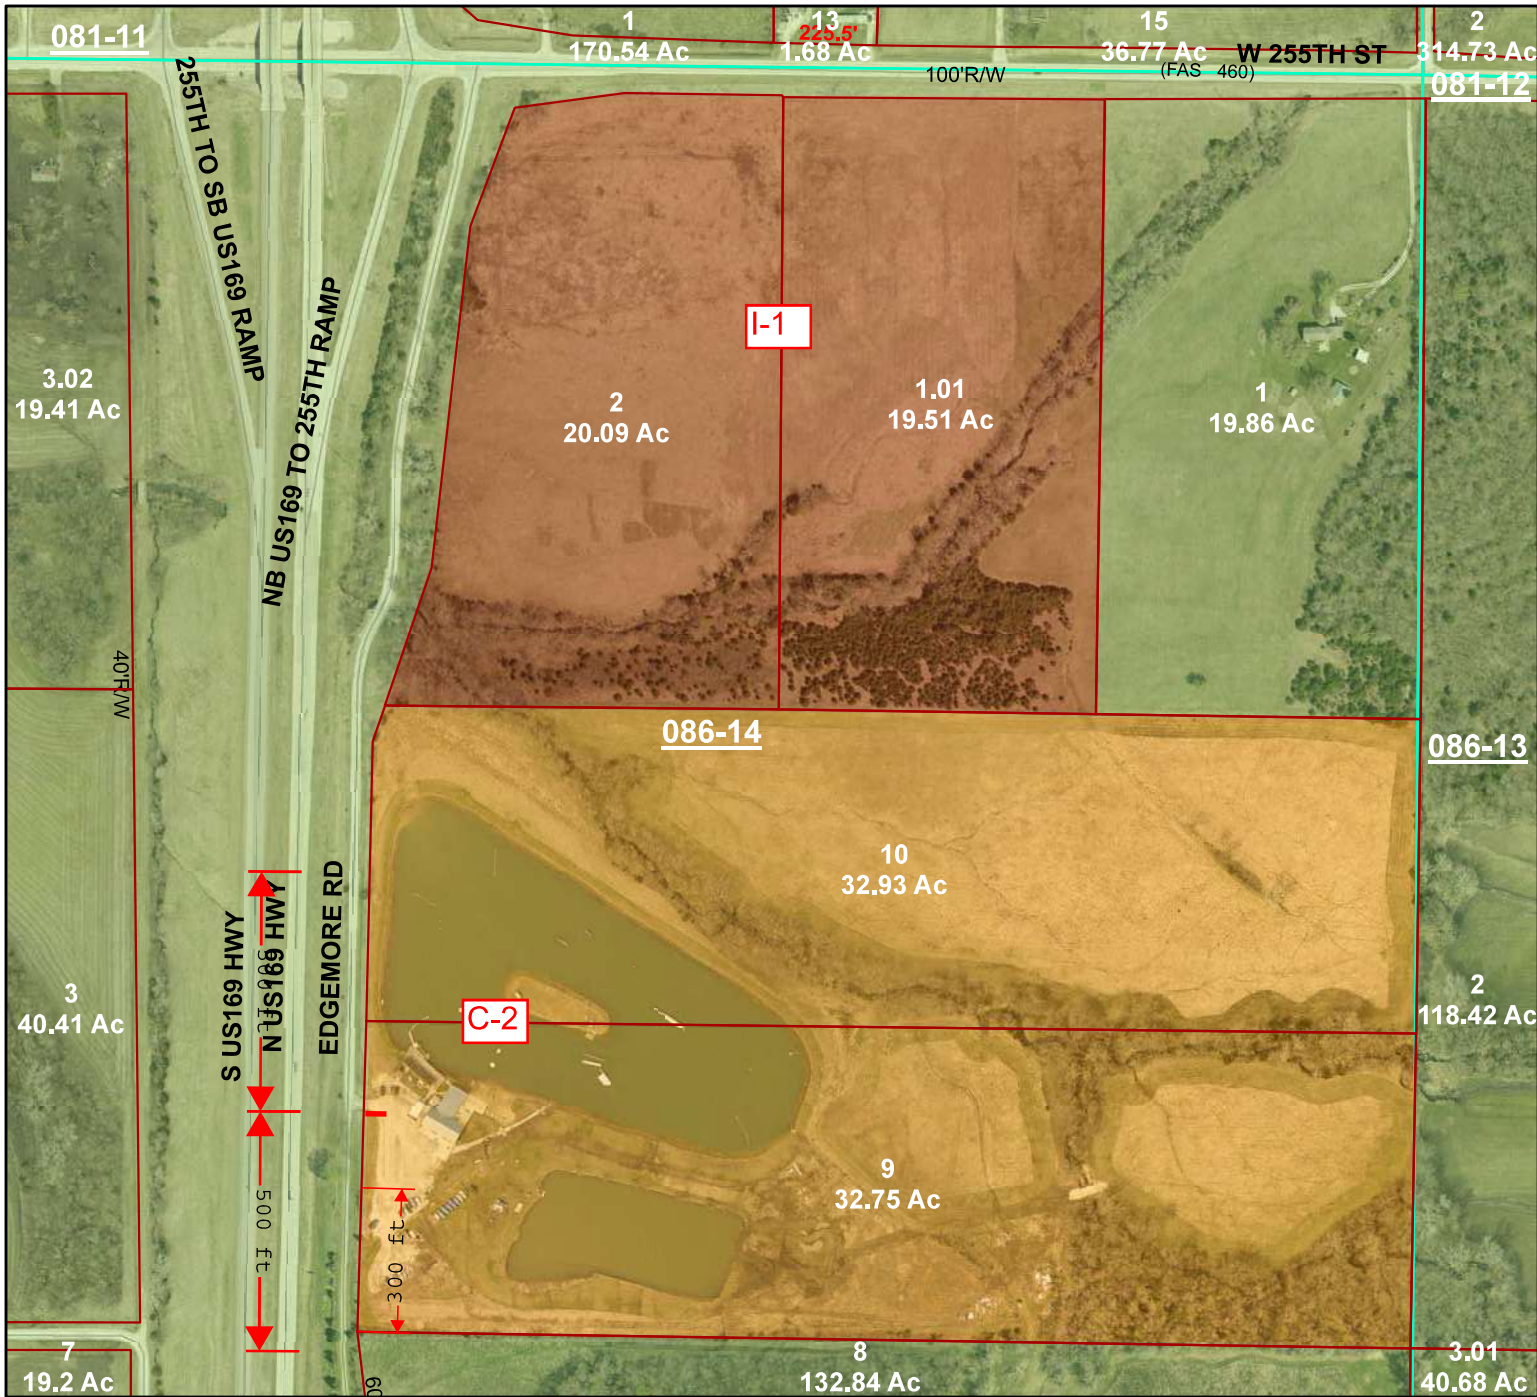 081-11
1
170.54 Ac
13
225.5'
1.68 Ac
15
36.77 Ac
W 255TH ST
2
314.73 Ac
100'R/W
(FAS 460)
081-12
255TH TO SB US169 RAMP
NB US169 TO 255TH RAMP
I-1
3.02
19.41 Ac
2
20.09 Ac
1.01
19.51 Ac
1
19.86 Ac
40'R/W
086-14
086-13
10
32.93 Ac
S US169 HWY
N US169 HWY
EDGEMORE RD
500 ft
3
40.41 Ac
C-2
2
118.42 Ac
9
32.75 Ac
500 ft
300 ft
7
19.2 Ac
60
8
132.84 Ac
3.01
40.68 Ac